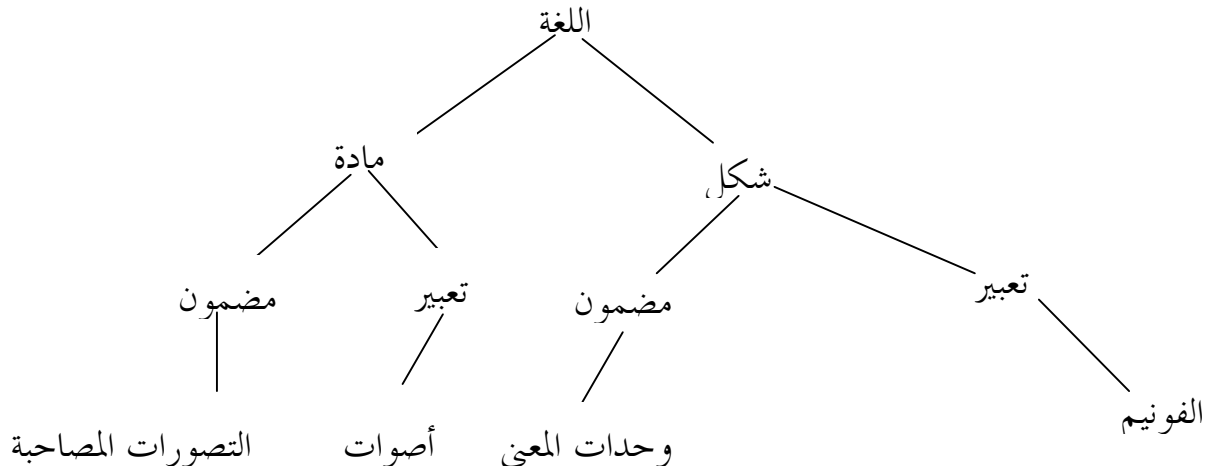 اللغة
شكل
مادة
تعبير
مضمون
تعبير
مضمون
الفونيم
وحدات المعنى
أصوات
التصورات المصاحبة